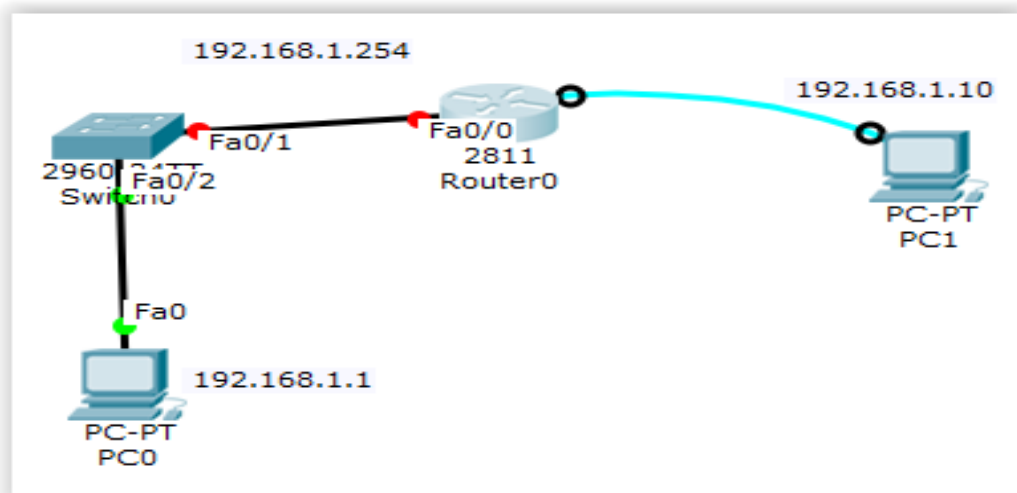 192.168.1.254
192.168.1.10
Fa0/0
Fa0/1
2811
Router0
2960
Fa0/2
PC-PT
PC1
Fa0
192.168.1.1
PC-PT
PC0